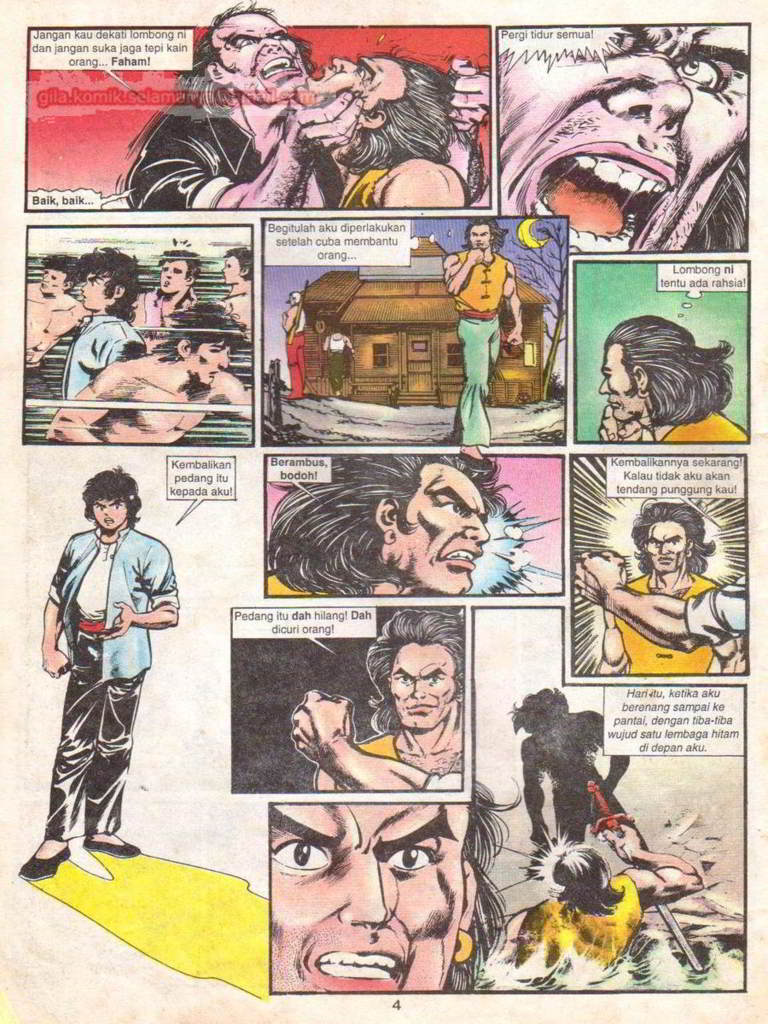 Jangan kau dekati lombong ni
dan jangan suka jaga tepi kain
orang... Faham!
Baik, baik...
Pergi tidur semua!
Begitulah aku diperlakukan
setelah cuba membantu
orang...
Lombong ni
tentu ada rahsia!
Kembalikan
pedang itu
kepada aku!
Berambus,
bodoh!
Kembalikannya sekarang!
Kalau tidak aku akan
tendang punggung kau!
Pedang itu dah hilang! Dah
dicuri orang!
Hari itu, ketika aku
berenang sampai ke
pantai, dengan tiba-tiba
wujud satu lembaga hitam
di depan aku.
4